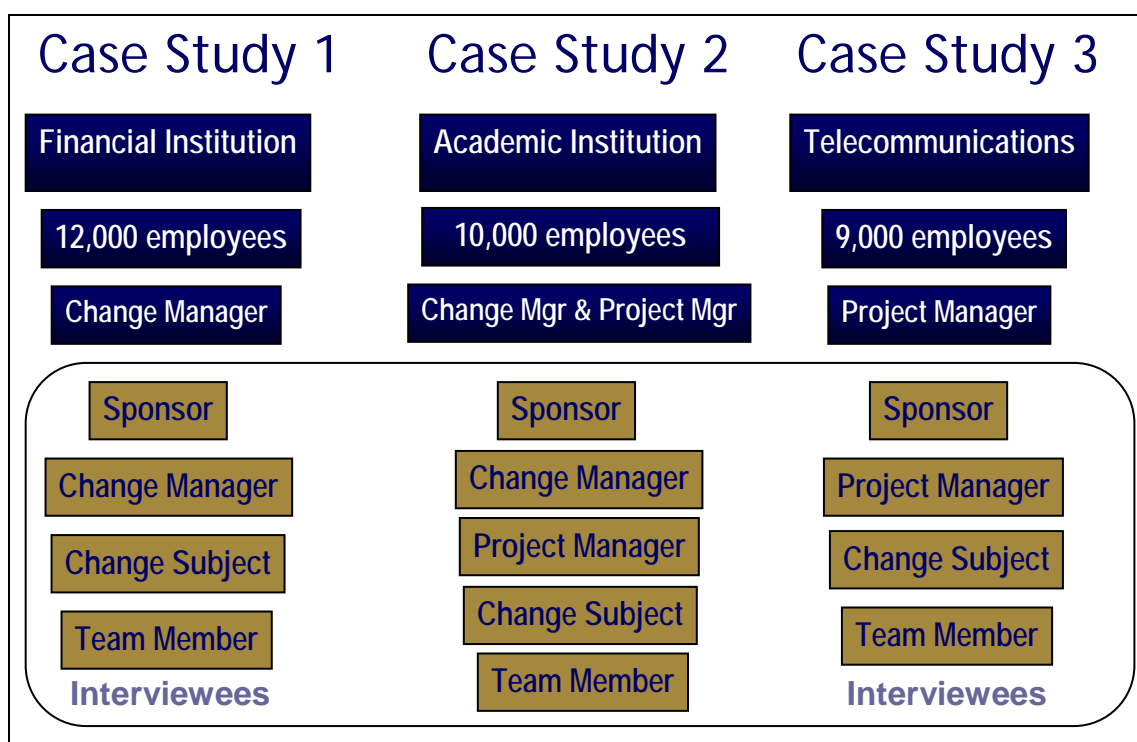 Case Study 1
Case Study 2
Case Study 3
Financial Institution
Academic Institution
Telecommunications
12,000 employees
10,000 employees
9,000 employees
Change Manager
Change Mgr & Project Mgr
Project Manager
Sponsor
Sponsor
Sponsor
Change Manager
Change Manager
Project Manager
Change Subject
Project Manager
Change Subject
Team Member
Change Subject
Team Member
Interviewees
Team Member
Interviewees